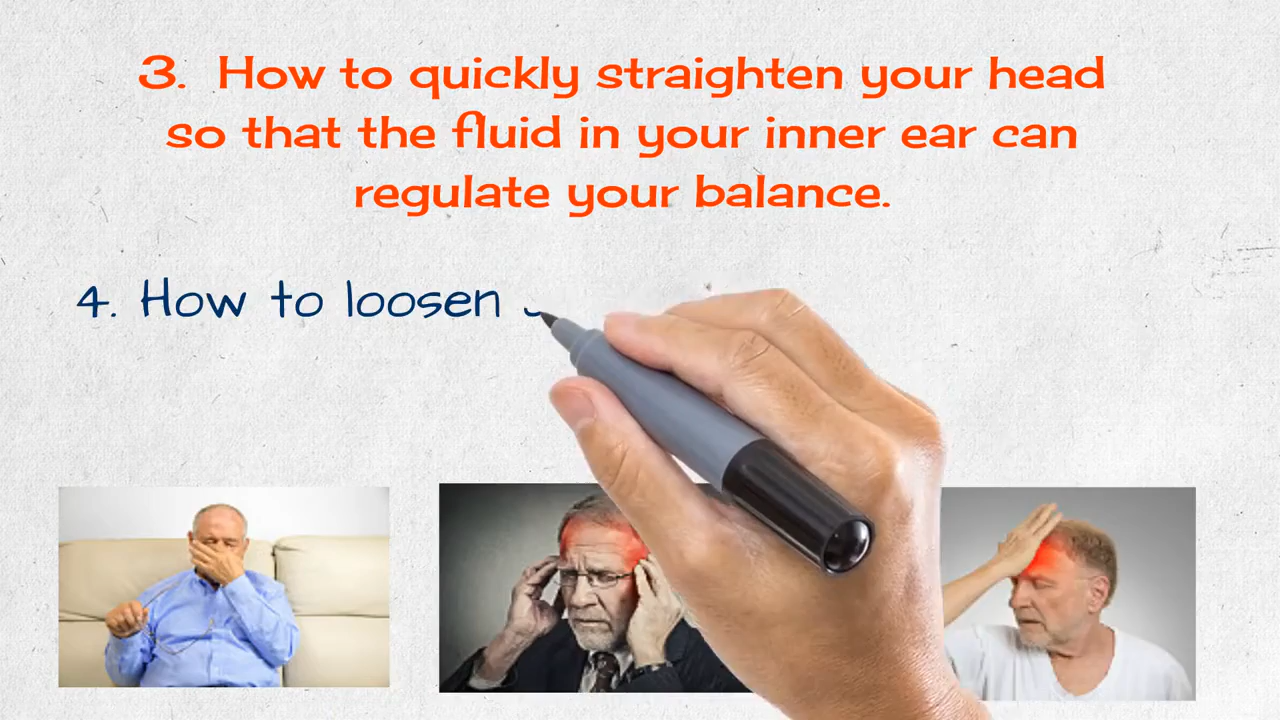 3. How to quickly straighten your head
so that the fluid in your inner ear can
regulate your balance.
4. How to loosen